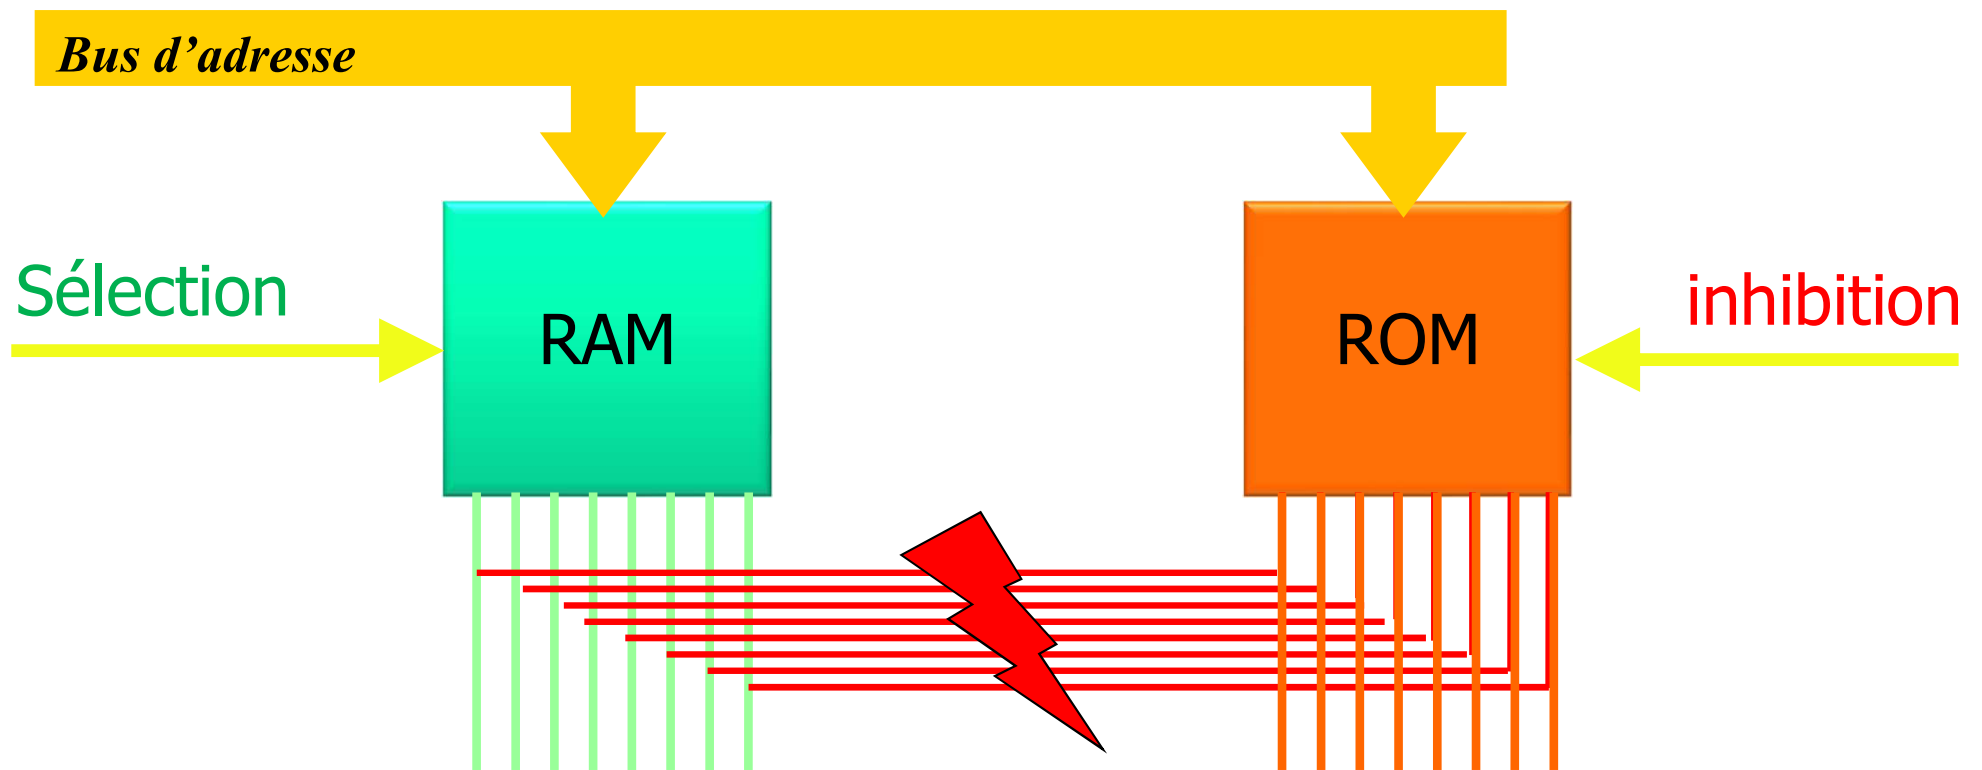 Bus d’adresse
Sélection
inhibition
RAM
ROM